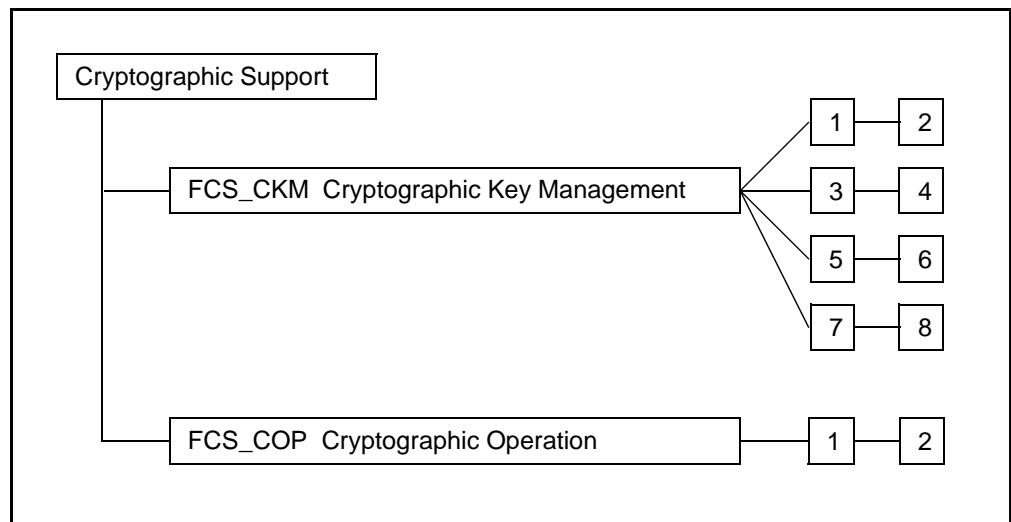 Cryptographic Support
1 2
FCS_CKM Cryptographic Key Management 3 4
5 6
7 8
FCS_COP Cryptographic Operation 1 2